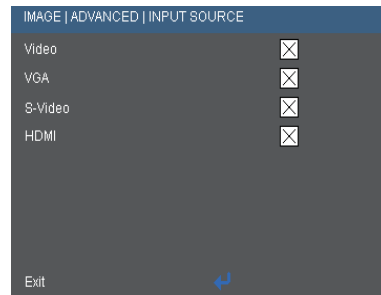 IMAGE | ADVANCED | INPUT SOURCE
Video
VGA
S-Video
HDMI
Exit